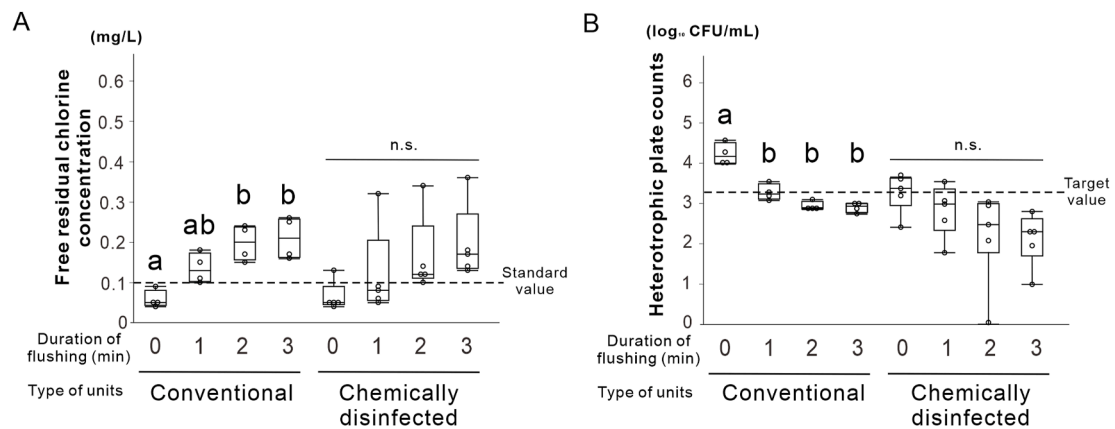 A
(mg/L)
Free residual chlorine
concentration
0.6
0.5
0.4
0.3
0.2
0.1
0
a
ab
b
b
n.s.
Standard
value
Duration of
flushing (min)
0 1 2 3 0 1 2 3
Type of units
Conventional
Chemically
disinfected
B
(log₁₀ CFU/mL)
Heterotrophic plate counts
6
5
4
3
2
1
0
a
b
b
b
n.s.
Target
value
Duration of
flushing (min)
0 1 2 3 0 1 2 3
Type of units
Conventional
Chemically
disinfected